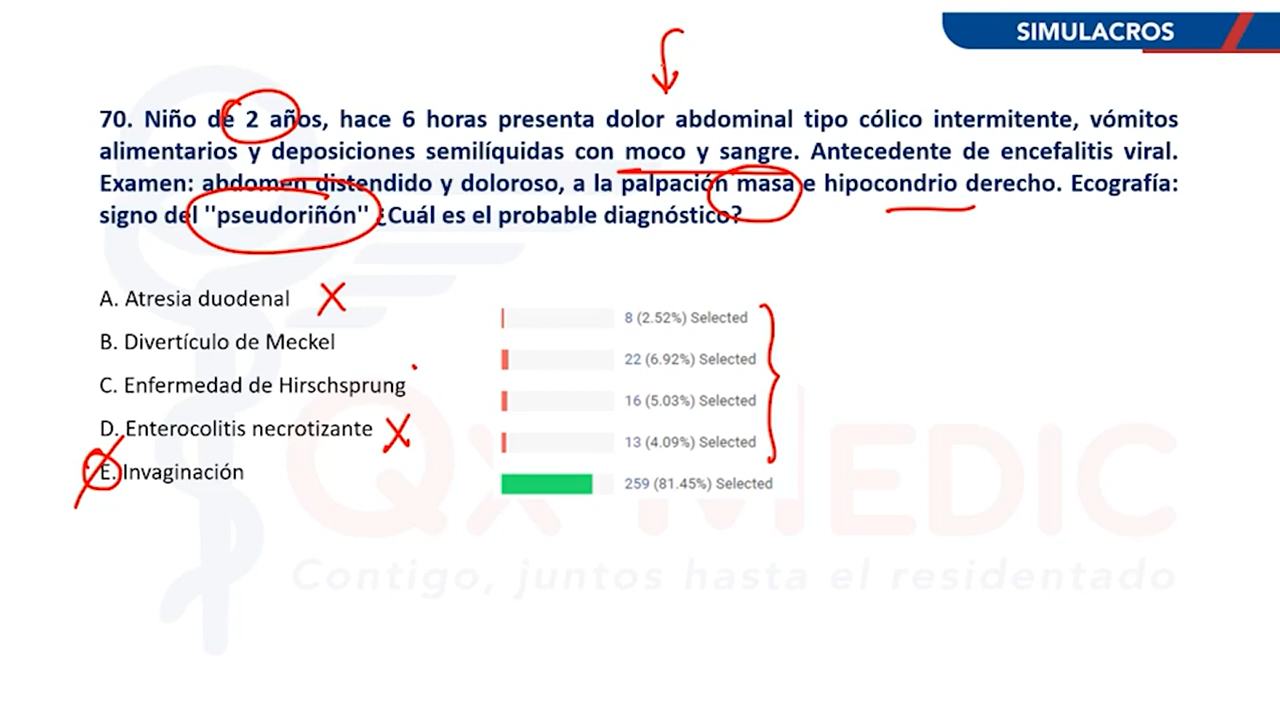 SIMULACROS
70. Niño de 2 años, hace 6 horas presenta dolor abdominal tipo cólico intermitente, vómitos
alimentarios y deposiciones semilíquidas con moco y sangre. Antecedente de encefalitis viral.
Examen: abdomen distendido y doloroso, a la palpación masa e hipocondrio derecho. Ecografía:
signo del "pseudoriñón" ¿Cuál es el probable diagnóstico?
A. Atresia duodenal
B. Divertículo de Meckel
C. Enfermedad de Hirschsprung
D. Enterocolitis necrotizante
E. Invaginación
8 (2.52%) Selected
22 (6.92%) Selected
16 (5.03%) Selected
13 (4.09%) Selected
259 (81.45%) Selected
QX MEDIC
Contigo, juntos hasta el residentado